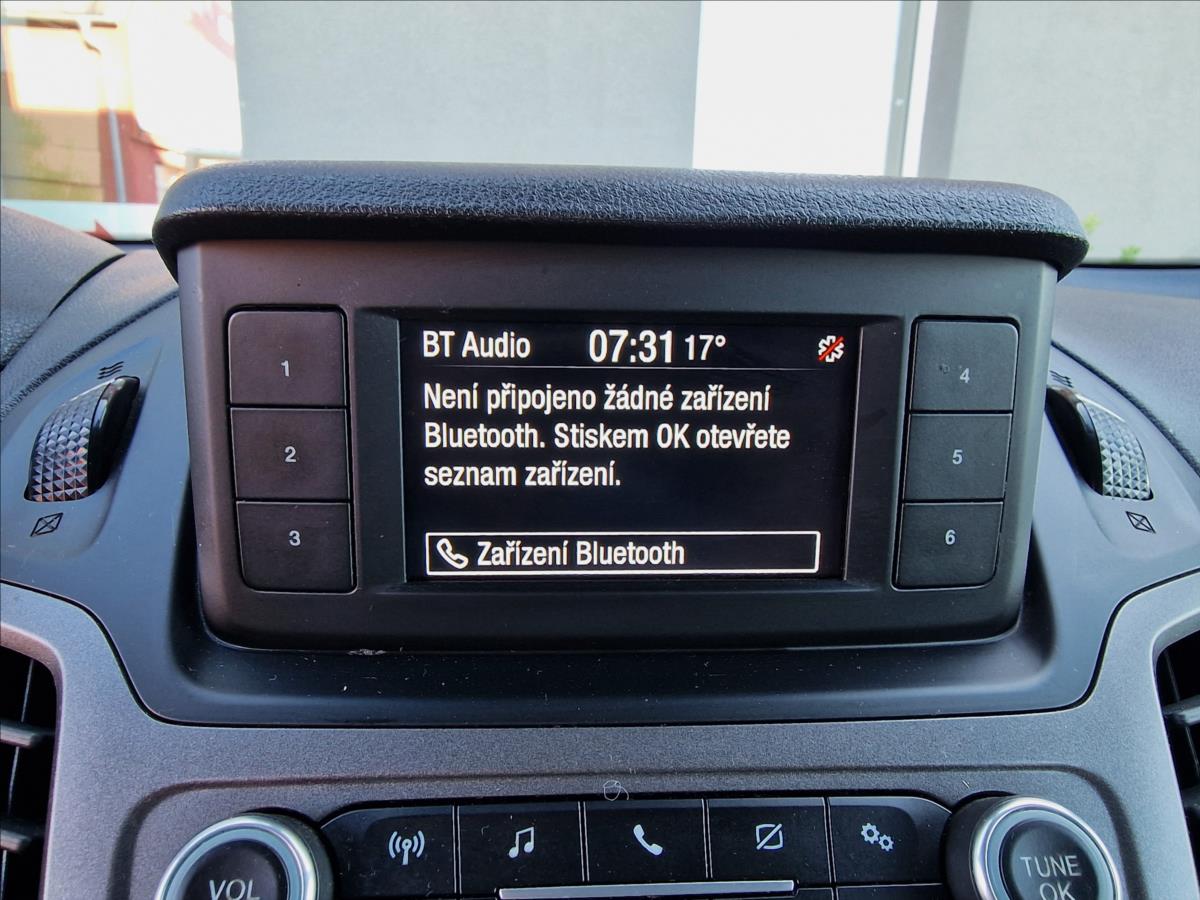 BT Audio 07:31 17°
Není připojeno žádné zařízení
Bluetooth. Stiskem OK otevřete
seznam zařízení.
Zařízení Bluetooth
1
2
3
4
5
6
VOL
TUNE
OK